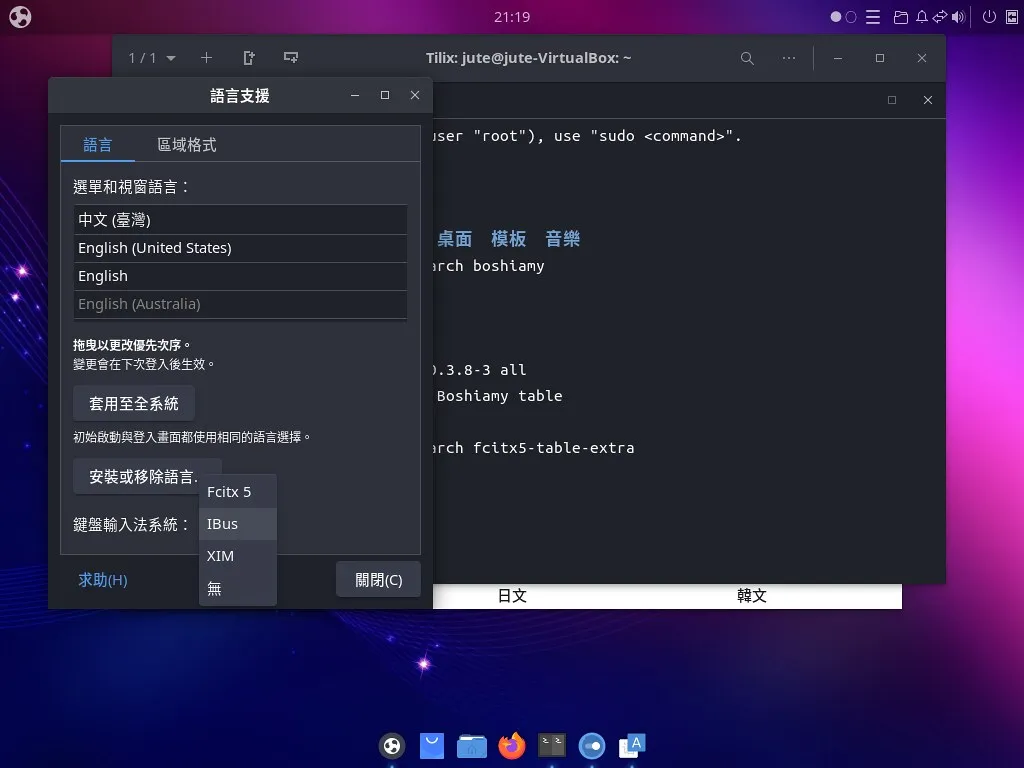 21:19
1 / 1
Tilix: jute@jute-VirtualBox: ~
語言支援
user "root"), use "sudo <command>".
語言
區域格式
選單和視窗語言：
中文 (臺灣)
English (United States)
English
English (Australia)
桌面 模板 音樂
arch boshiamy
拖曳以更改優先次序。
變更會在下次登入後生效。
0.3.8-3 all
Boshiamy table
套用至全系統
初始啟動與登入畫面都使用相同的語言選擇。
arch fcitx5-table-extra
安裝或移除語言.
鍵盤輸入法系統：
Fcitx 5
IBus
XIM
無
求助(H)
關閉(C)
日文
韓文
A